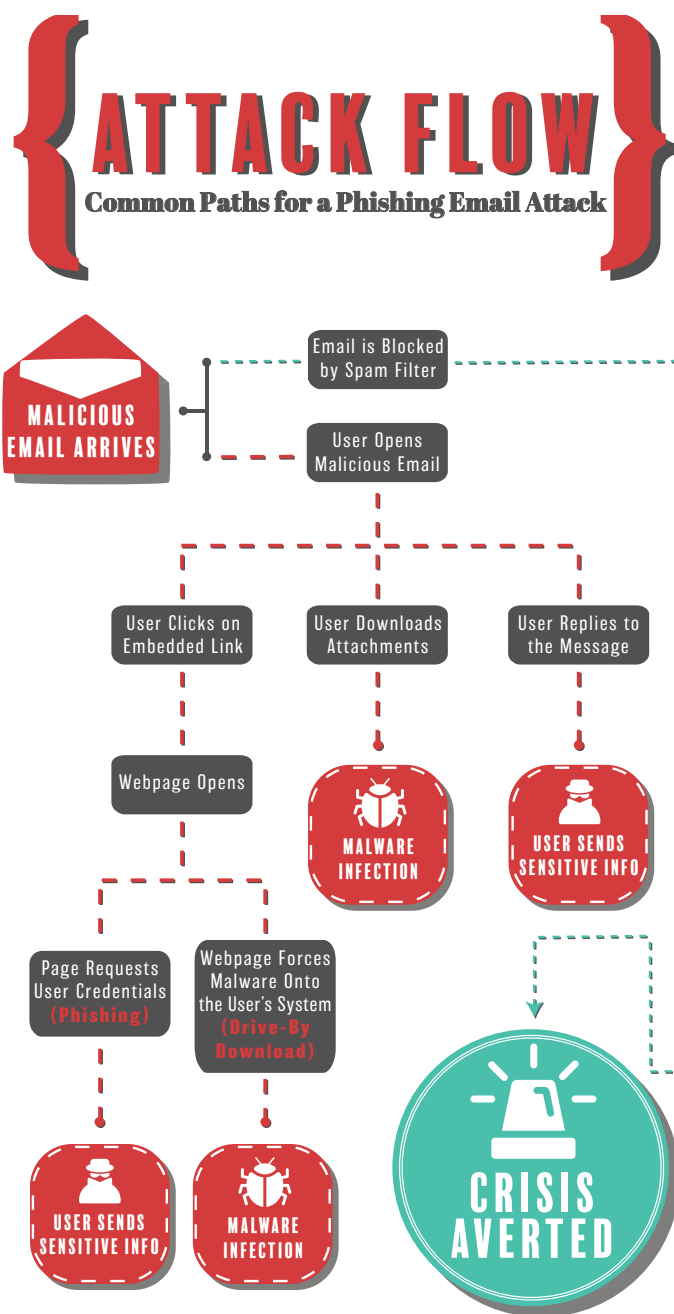 ATTACK FLOW
Common Paths for a Phishing Email Attack
MALICIOUS
EMAIL ARRIVES
Email is Blocked
by Spam Filter
User Opens
Malicious Email
User Clicks on
Embedded Link
User Downloads
Attachments
User Replies to
the Message
Webpage Opens
MALWARE
INFECTION
USER SENDS
SENSITIVE INFO
Page Requests
User Credentials
(Phishing)
Webpage Forces
Malware Onto
the User's System
(Drive-By
Download)
USER SENDS
SENSITIVE INFO
MALWARE
INFECTION
CRISIS
AVERTED